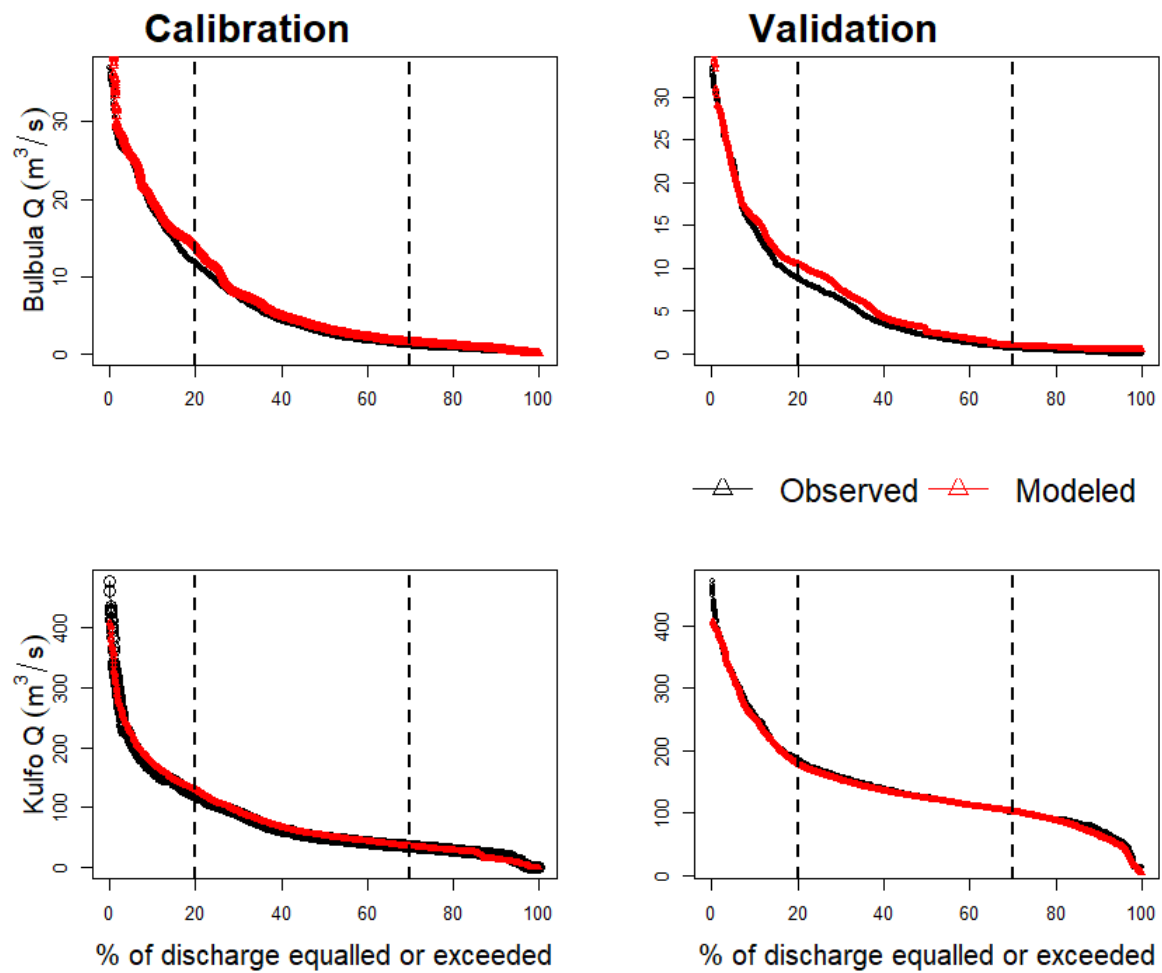 Calibration
Validation
Bulbula Q (m³/s)
0 10 20 30
0 20 40 60 80 100
0 5 10 15 20 25 30
0 20 40 60 80 100
Observed Modeled
Kulfo Q (m³/s)
0 100 200 300 400
0 20 40 60 80 100
% of discharge equalled or exceeded
0 100 200 300 400
0 20 40 60 80 100
% of discharge equalled or exceeded